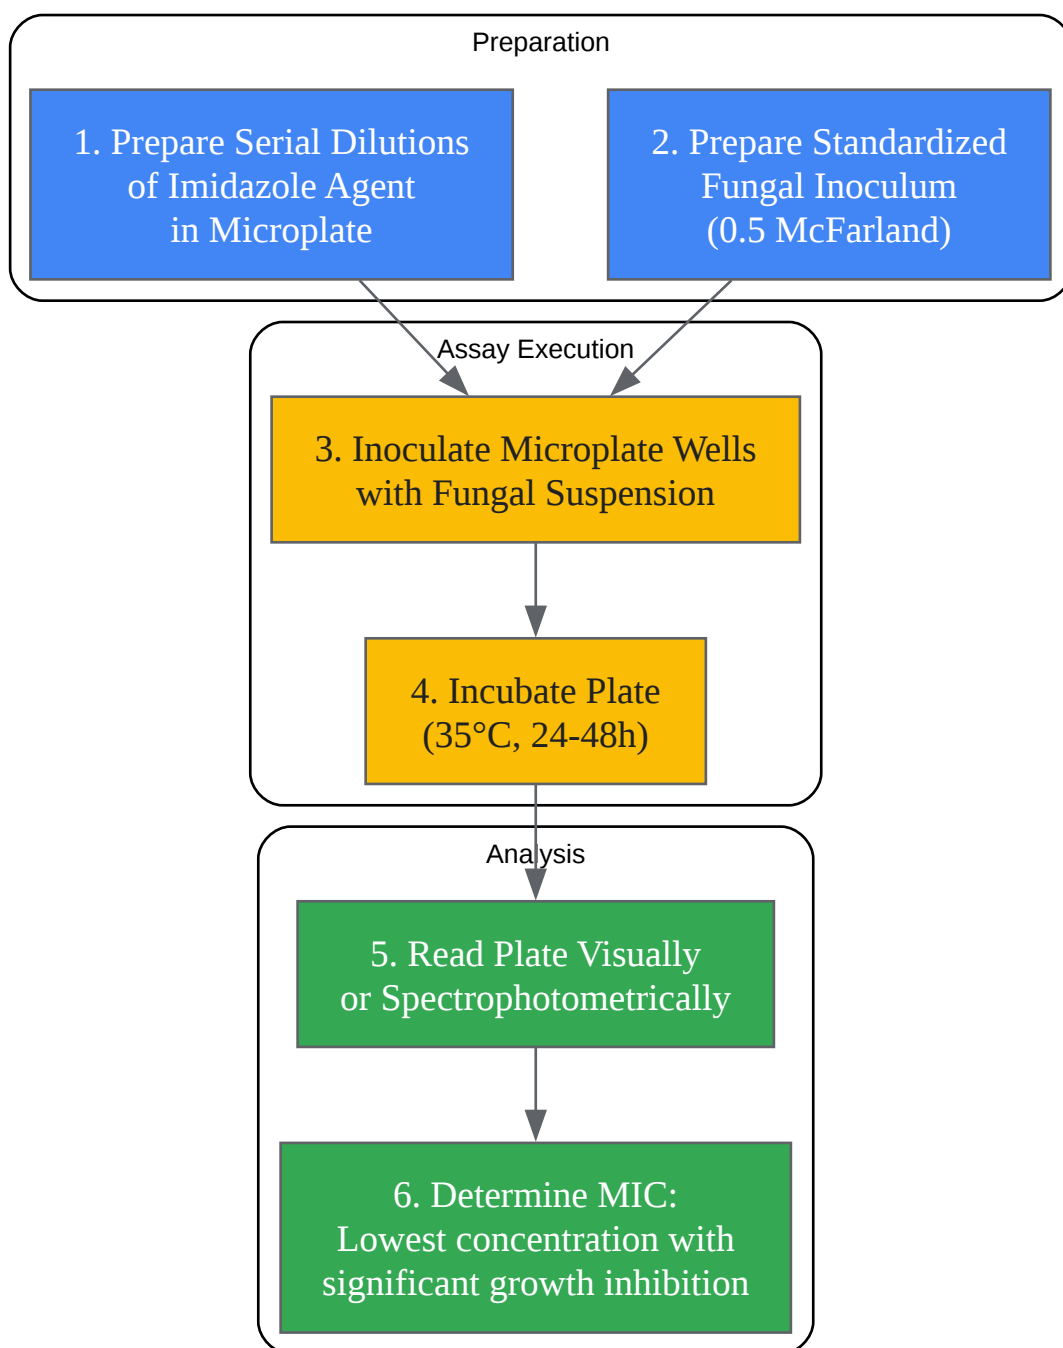 Preparation
1. Prepare Serial Dilutions
of Imidazole Agent
in Microplate
2. Prepare Standardized
Fungal Inoculum
(0.5 McFarland)
Assay Execution
3. Inoculate Microplate Wells
with Fungal Suspension
4. Incubate Plate
(35°C, 24-48h)
Analysis
5. Read Plate Visually
or Spectrophotometrically
6. Determine MIC:
Lowest concentration with
significant growth inhibition